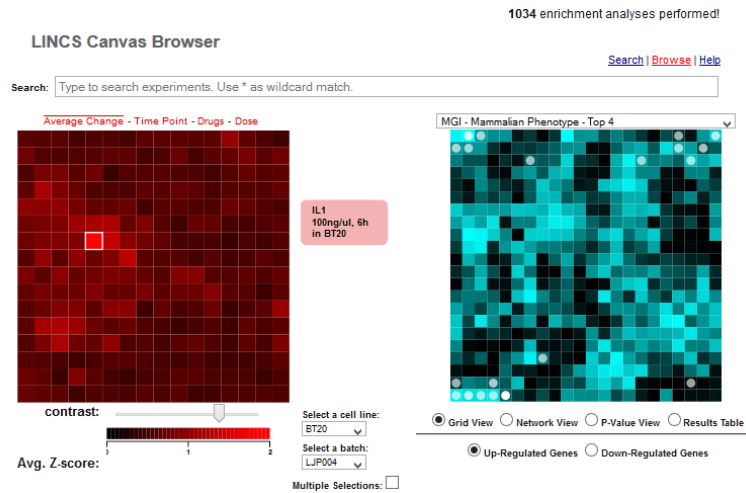 1034 enrichment analyses performed!
LINCS Canvas Browser
Search | Browse | Help
Search: Type to search experiments. Use * as wildcard match.
Average Change - Time Point - Drugs - Dose
MGI - Mammalian Phenotype - Top 4
IL1
100ng/ul, 6h
in BT20
contrast:
Select a cell line:
BT20
Grid View Network View P-Value View Results Table
0 1 2
Select a batch:
Up-Regulated Genes Down-Regulated Genes
Avg. Z-score:
LJP004
Multiple Selections: